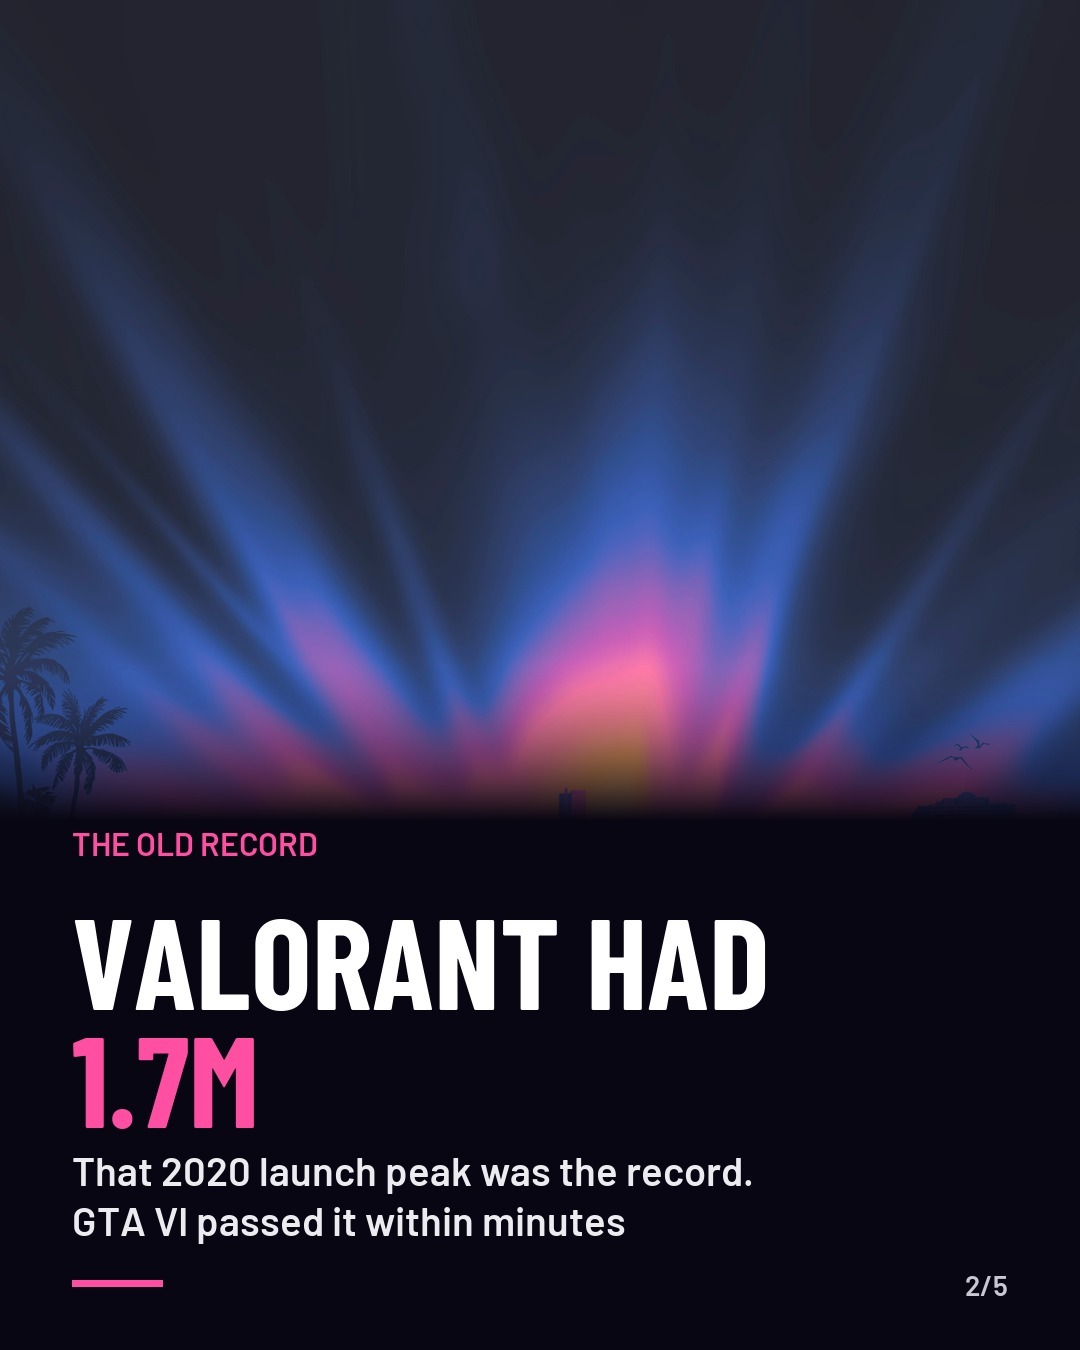 THE OLD RECORD
VALORANT HAD
1.7M
That 2020 launch peak was the record.
GTA VI passed it within minutes
2/5